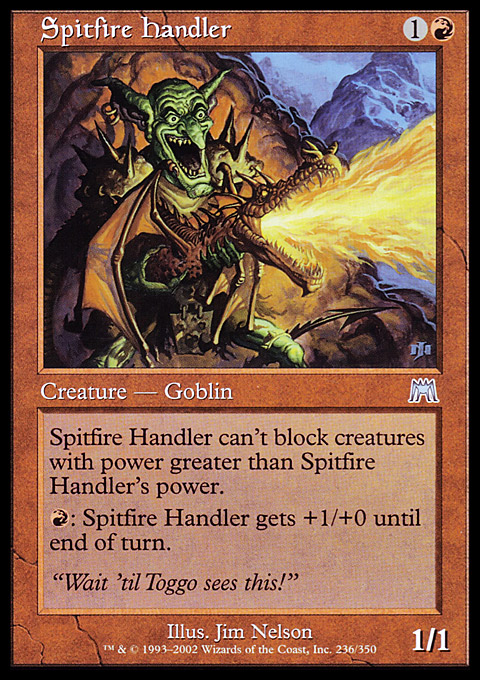 Spitfire Handler 1
Creature — Goblin
Spitfire Handler can't block creatures
with power greater than Spitfire
Handler's power.
: Spitfire Handler gets +1/+0 until
end of turn.
“Wait 'til Toggo sees this!”
Illus. Jim Nelson
™ & © 1993–2002 Wizards of the Coast, Inc. 236/350
1/1